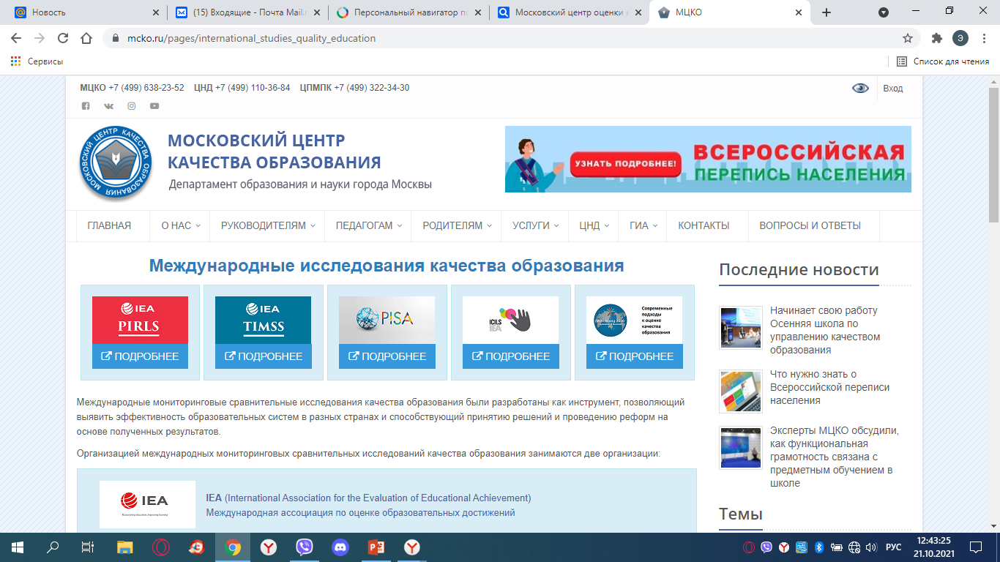 Новость
(15) Входящие - Почта Mail.
Персональный навигатор по
Московский центр оценки к
МЦКО
mcko.ru/pages/international_studies_quality_education
Э
Сервисы
Список для чтения
МЦКО +7 (499) 638-23-52 ЦНД +7 (499) 110-36-84 ЦПМПК +7 (499) 322-34-30
Вход
МОСКОВСКИЙ ЦЕНТР КАЧЕСТВА ОБРАЗОВАНИЯ
МОСКОВСКИЙ ЦЕНТР
КАЧЕСТВА ОБРАЗОВАНИЯ
Департамент образования и науки города Москвы
УЗНАТЬ ПОДРОБНЕЕ!
ВСЕРОССИЙСКАЯ
ПЕРЕПИСЬ НАСЕЛЕНИЯ
ГЛАВНАЯ О НАС РУКОВОДИТЕЛЯМ ПЕДАГОГАМ РОДИТЕЛЯМ УСЛУГИ ЦНД ГИА КОНТАКТЫ ВОПРОСЫ И ОТВЕТЫ
Международные исследования качества образования
IEA
PIRLS
ПОДРОБНЕЕ
IEA
TIMSS
ПОДРОБНЕЕ
PISA
ПОДРОБНЕЕ
ICILS
IEA
ПОДРОБНЕЕ
Современные
подходы
к оценке
качества
образования
ПОДРОБНЕЕ
Международные мониторинговые сравнительные исследования качества образования были разработаны как инструмент, позволяющий
выявить эффективность образовательных систем в разных странах и способствующий принятию решений и проведению реформ на
основе полученных результатов.
Организацией международных мониторинговых сравнительных исследований качества образования занимаются две организации:
IEA
IEA (International Association for the Evaluation of Educational Achievement)
Международная ассоциация по оценке образовательных достижений
Последние новости
Начинает свою работу
Осенняя школа по
управлению качеством
образования
Что нужно знать о
Всероссийской переписи
населения
Эксперты МЦКО обсудили,
как функциональная
грамотность связана с
предметным обучением в
школе
Темы
РУС
12:43:25
21.10.2021